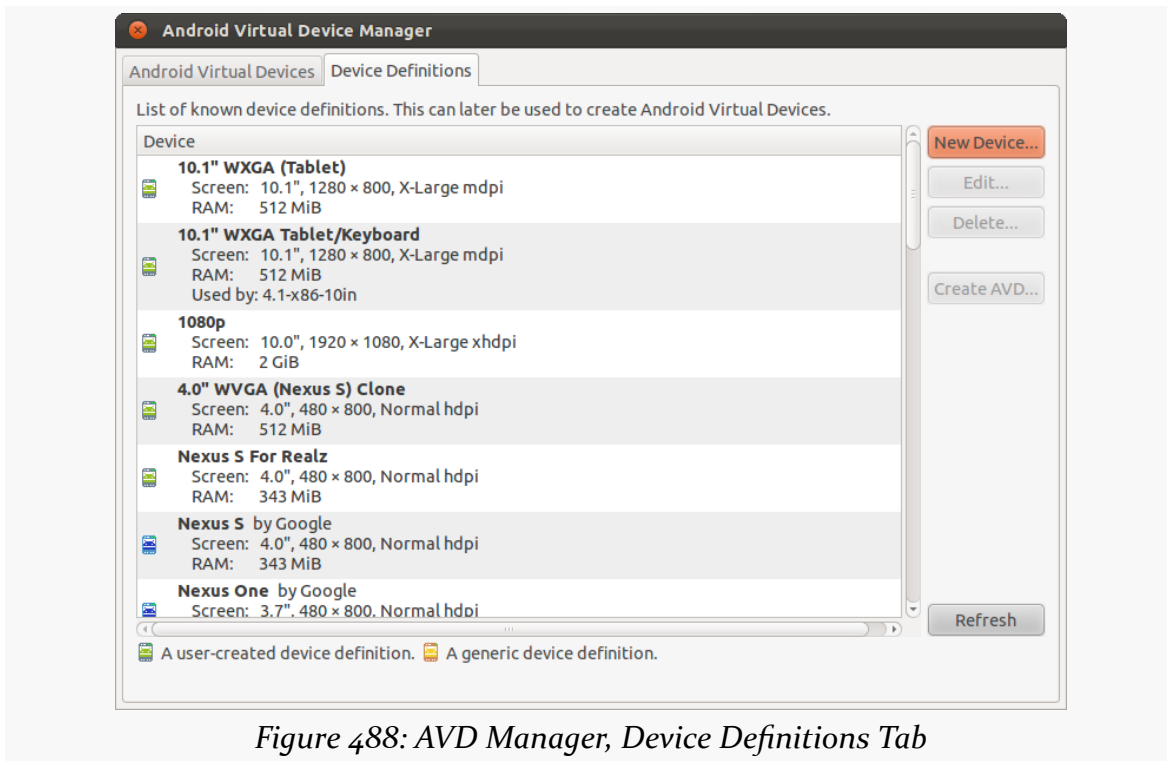 Android Virtual Device Manager
Android Virtual Devices
Device Definitions
List of known device definitions. This can later be used to create Android Virtual Devices.
Device
10.1" WXGA (Tablet)
Screen: 10.1", 1280 × 800, X-Large mdpi
RAM: 512 MiB
10.1" WXGA Tablet/Keyboard
Screen: 10.1", 1280 × 800, X-Large mdpi
RAM: 512 MiB
Used by: 4.1-x86-10in
1080p
Screen: 10.0", 1920 × 1080, X-Large xhdpi
RAM: 2 GiB
4.0" WVGA (Nexus S) Clone
Screen: 4.0", 480 × 800, Normal hdpi
RAM: 512 MiB
Nexus S For Realz
Screen: 4.0", 480 × 800, Normal hdpi
RAM: 343 MiB
Nexus S by Google
Screen: 4.0", 480 × 800, Normal hdpi
RAM: 343 MiB
Nexus One by Google
Screen: 3.7", 480 × 800, Normal hdpi
New Device...
Edit...
Delete...
Create AVD...
Refresh
A user-created device definition. A generic device definition.
Figure 488: AVD Manager, Device Definitions Tab